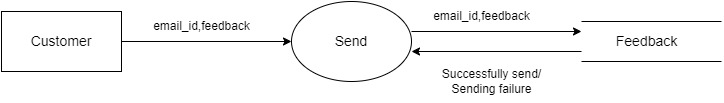 email_id,feedback
email_id,feedback
Customer
Send
Feedback
Successfully send/
Sending failure